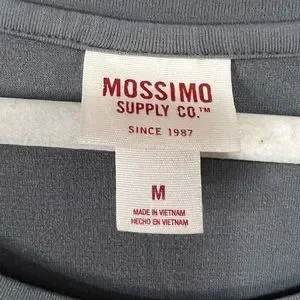 MOSSIMO
SUPPLY CO.™
SINCE 1987
M
MADE IN VIETNAM
HECHO EN VIETNAM